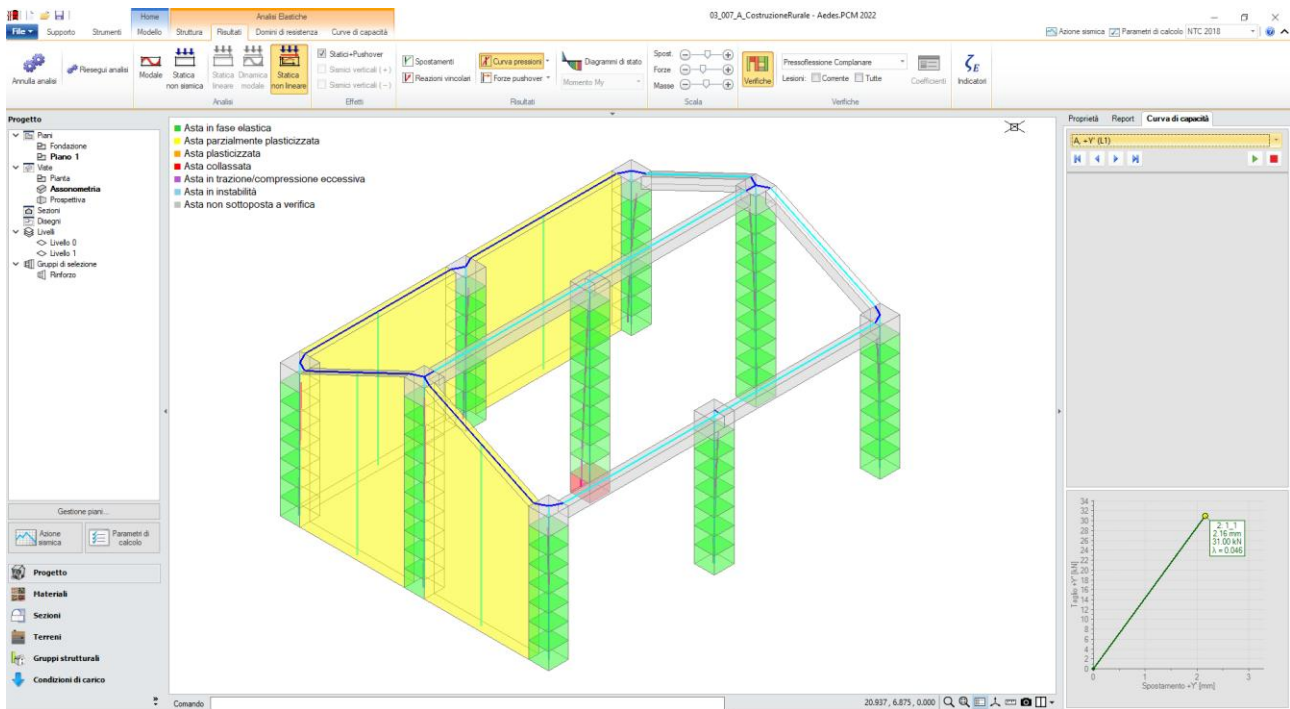 03_007_A_CostruzioneRurale - Aedes.PCM 2022
Home
Analisi Elastiche
File
Supporto
Strumenti
Modello
Struttura
Risultati
Domini di resistenza
Curve di capacità
Azione sismica
Parametri di calcolo
NTC 2018
Annulla analisi
Riesegui analisi
Modale
Statica non sismica
Statica lineare
Dinamica modale
Statica non lineare
Analisi
Statici+Pushover
Sismici verticali (+)
Sismici verticali (−)
Effetti
Spostamenti
Reazioni vincolari
Curva pressioni
Forze pushover
Diagrammi di stato
Momento My
Risultati
Spost.
Forze
Masse
Scala
Verifiche
Pressoflessione Complanare
Lesioni:
Corrente
Tutte
Coefficienti
Verifiche
ζE
Indicatori
Progetto
Piani
Fondazione
Piano 1
Viste
Pianta
Assonometria
Prospettiva
Sezioni
Disegni
Livelli
Livello 0
Livello 1
Gruppi di selezione
Rinforzo
Gestione piani...
Azione sismica
Parametri di calcolo
Progetto
Materiali
Sezioni
Terreni
Gruppi strutturali
Condizioni di carico
Asta in fase elastica
Asta parzialmente plasticizzata
Asta plasticizzata
Asta collassata
Asta in trazione/compressione eccessiva
Asta in instabilità
Asta non sottoposta a verifica
Proprietà
Report
Curva di capacità
A, +Y' (L1)
34
32
30
28
26
24
22
20
18
16
14
12
10
8
6
4
2
0
Taglio +Y' [kN]
2_1_1
2.16 mm
31.00 kN
λ = 0.046
0
1
2
3
Spostamento +Y' [mm]
Comando
20.937 , 6.875 , 0.000